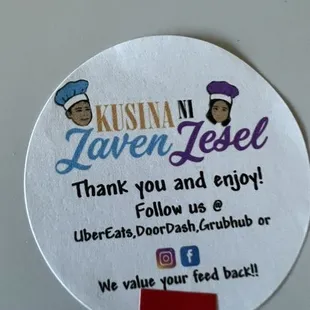 KUSINA NI
Zaven Zesel
Thank you and enjoy!
Follow us @
UberEats,DoorDash,Grubhub or
We value your feed back!!